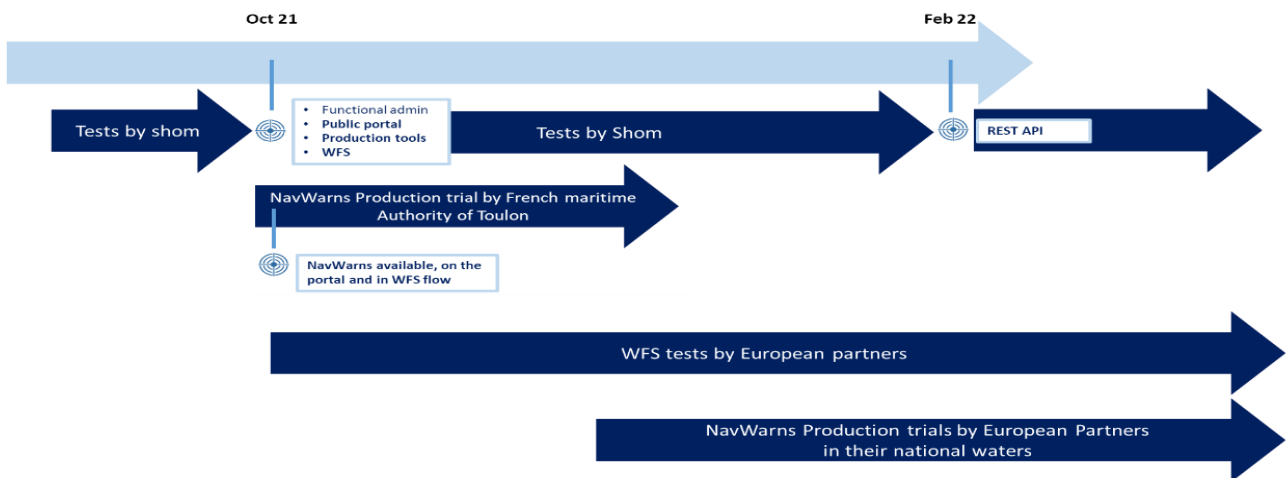 Oct 21
Feb 22
Tests by shom
• Functional admin
• Public portal
• Production tools
• WFS
Tests by Shom
REST API
NavWarns Production trial by French maritime
Authority of Toulon
NavWarns available, on the
portal and in WFS flow
WFS tests by European partners
NavWarns Production trials by European Partners
in their national waters